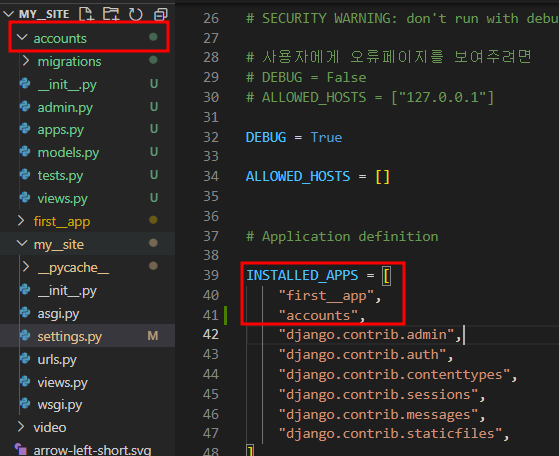 MY__SITE
accounts
migrations
__init__.py U
admin.py U
apps.py U
models.py U
tests.py U
views.py U
first__app
my__site
__pycache__
__init__.py
asgi.py
settings.py M
urls.py
views.py
wsgi.py
video
arrow-left-short.svg
26 # SECURITY WARNING: don't run with debu
27
28 # 사용자에게 오류페이지를 보여주려면
29 # DEBUG = False
30 # ALLOWED_HOSTS = ["127.0.0.1"]
31
32 DEBUG = True
33
34 ALLOWED_HOSTS = []
35
36
37 # Application definition
38
39 INSTALLED_APPS = [
40 "first__app",
41 "accounts",
42 "django.contrib.admin",
43 "django.contrib.auth",
44 "django.contrib.contenttypes",
45 "django.contrib.sessions",
46 "django.contrib.messages",
47 "django.contrib.staticfiles",
48 ]